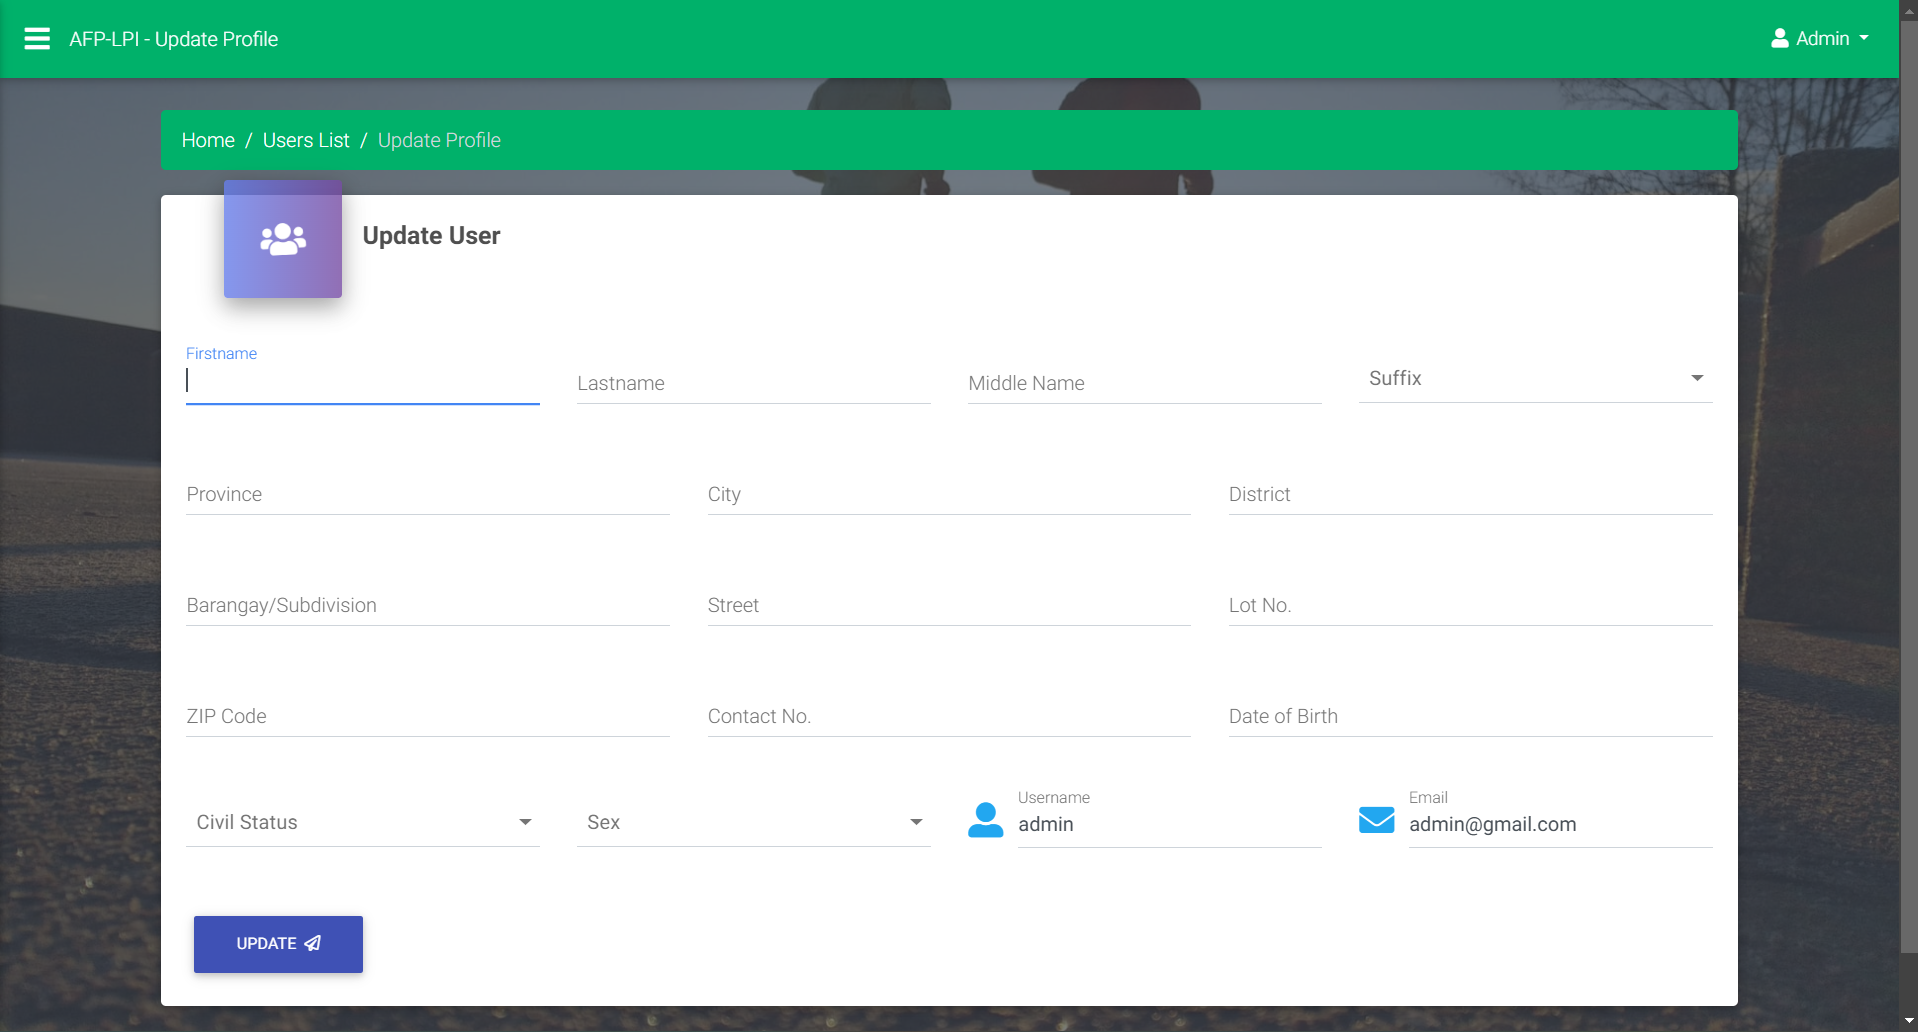 AFP-LPI - Update Profile
Admin
Home / Users List / Update Profile
Update User
Firstname
Lastname
Middle Name
Suffix
Province
City
District
Barangay/Subdivision
Street
Lot No.
ZIP Code
Contact No.
Date of Birth
Civil Status
Sex
Username
admin
Email
admin@gmail.com
UPDATE